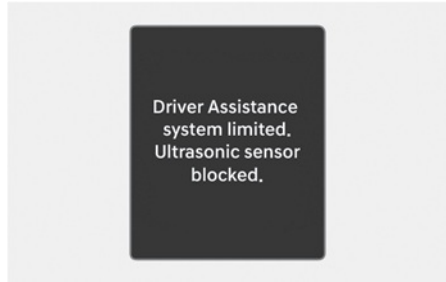 Driver Assistance
system limited.
Ultrasonic sensor
blocked.